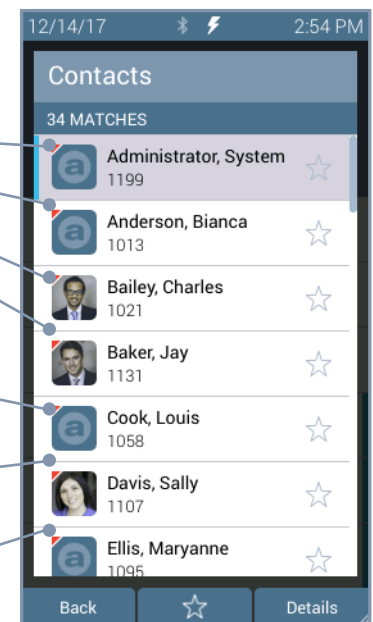 12/14/17 2:54 PM
Contacts
34 MATCHES
a
Administrator, System
1199
a
Anderson, Bianca
1013
Bailey, Charles
1021
Baker, Jay
1131
a
Cook, Louis
1058
Davis, Sally
1107
a
Ellis, Maryanne
1095
Back Details